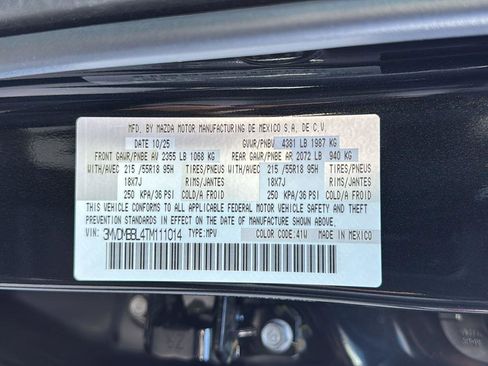 MFD. BY MAZDA MOTOR MANUFACTURING DE MEXICO S.A. DE C.V.
DATE 10/25 GVWR/PNBV 4381 LB 1987 KG
FRONT GAWR/PNBE AV 2355 LB 1068 KG REAR GAWR/PNBE AR 2072 LB 940 KG
WITH/AVEC 215 /55R18 95H TIRES/PNEUS WITH/AVEC 215 /55R18 95H TIRES/PNEUS
18X7J RIMS/JANTES 18X7J RIMS/JANTES
250 KPA/36 PSI COLD/A FROID 250 KPA/36 PSI COLD/A FROID
THIS VEHICLE CONFORMS TO ALL APPLICABLE FEDERAL MOTOR VEHICLE SAFETY AND THEFT
PREVENTION STANDARDS IN EFFECT ON THE DATE OF MANUFACTURE SHOWN ABOVE.
VIN: 3MVDMBBL4TM111014 TYPE:MPV COLOR CODE:41W MADE IN MEXICO